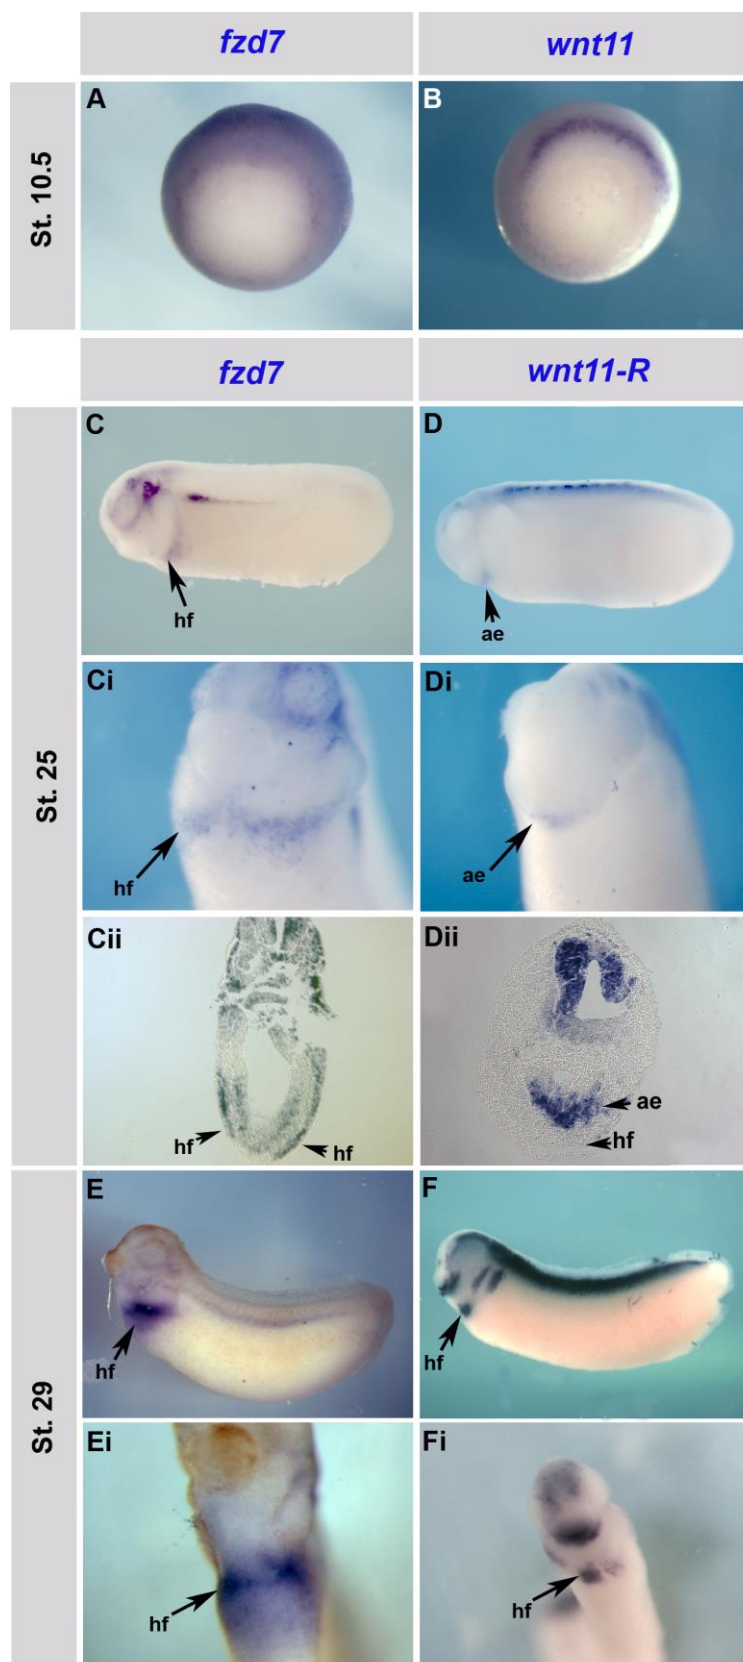 fzd7 wnt11
St. 10.5
A B
fzd7 wnt11-R
St. 25
C D
hf ae
Ci Di
hf ae
Cii Dii
hf hf ae
hf
St. 29
E F
hf hf
Ei Fi
hf hf